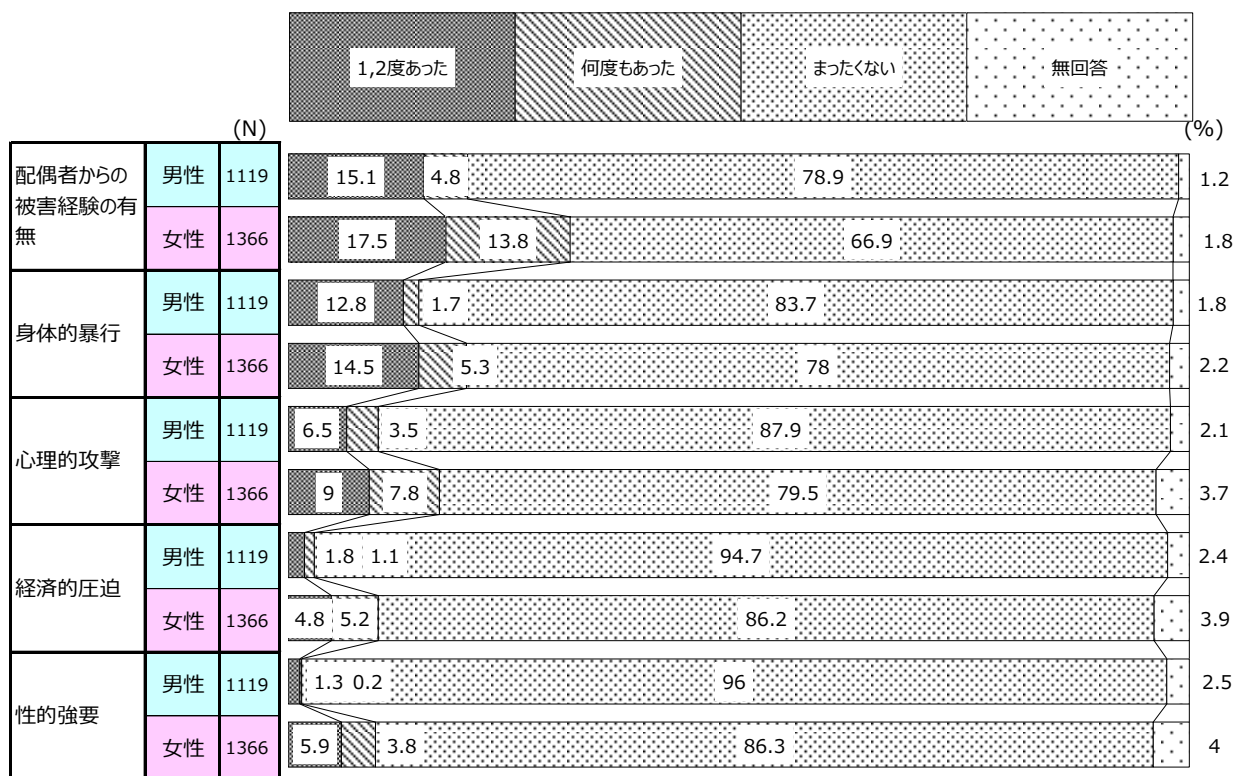 1,2度あった 何度もあった まったくない 無回答
(N) (%)
配偶者からの
被害経験の有
無
男性 1119 15.1 4.8 78.9 1.2
女性 1366 17.5 13.8 66.9 1.8
身体的暴行
男性 1119 12.8 1.7 83.7 1.8
女性 1366 14.5 5.3 78 2.2
心理的攻撃
男性 1119 6.5 3.5 87.9 2.1
女性 1366 9 7.8 79.5 3.7
経済的圧迫
男性 1119 1.8 1.1 94.7 2.4
女性 1366 4.8 5.2 86.2 3.9
性的強要
男性 1119 1.3 0.2 96 2.5
女性 1366 5.9 3.8 86.3 4